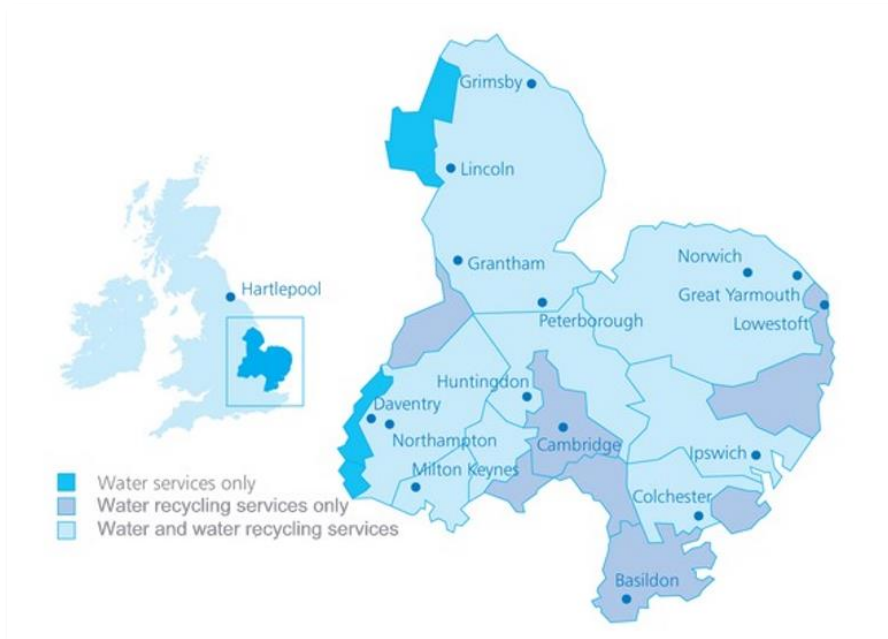 Grimsby
Lincoln
Hartlepool
Grantham
Norwich
Great Yarmouth
Peterborough
Lowestoft
Huntingdon
Daventry
Northampton
Cambridge
Milton Keynes
Ipswich
Colchester
Basildon
Water services only
Water recycling services only
Water and water recycling services